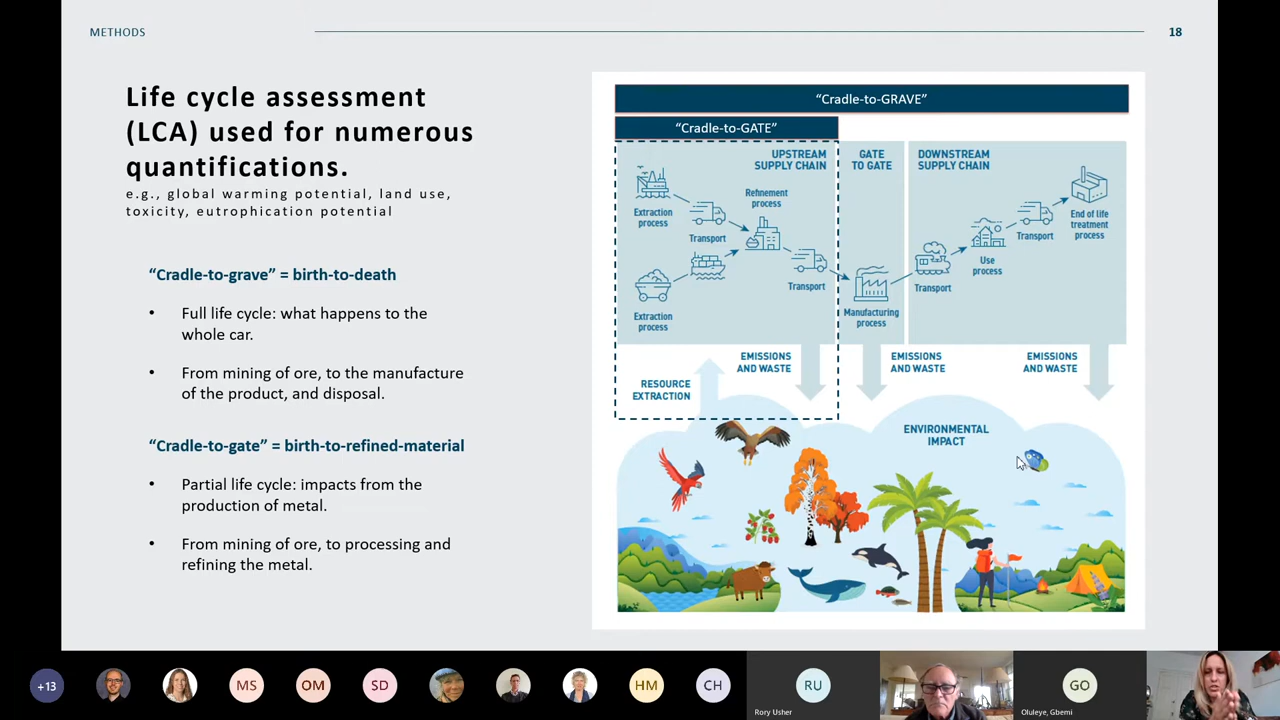 METHODS
18
Life cycle assessment
(LCA) used for numerous
quantifications.
e.g., global warming potential, land use,
toxicity, eutrophication potential
“Cradle-to-grave” = birth-to-death
• Full life cycle: what happens to the
whole car.
• From mining of ore, to the manufacture
of the product, and disposal.
“Cradle-to-gate” = birth-to-refined-material
• Partial life cycle: impacts from the
production of metal.
• From mining of ore, to processing and
refining the metal.
“Cradle-to-GRAVE”
“Cradle-to-GATE”
UPSTREAM
SUPPLY CHAIN
GATE
TO GATE
DOWNSTREAM
SUPPLY CHAIN
Extraction
process
Transport
Refinement
process
Extraction
process
Transport
Manufacturing
process
Transport
Use
process
Transport
End of life
treatment
process
RESOURCE
EXTRACTION
EMISSIONS
AND WASTE
EMISSIONS
AND WASTE
EMISSIONS
AND WASTE
ENVIRONMENTAL
IMPACT
+13
MS
OM
SD
HM
CH
RU
Rory Usher
GO
Oluleye, Gbemi